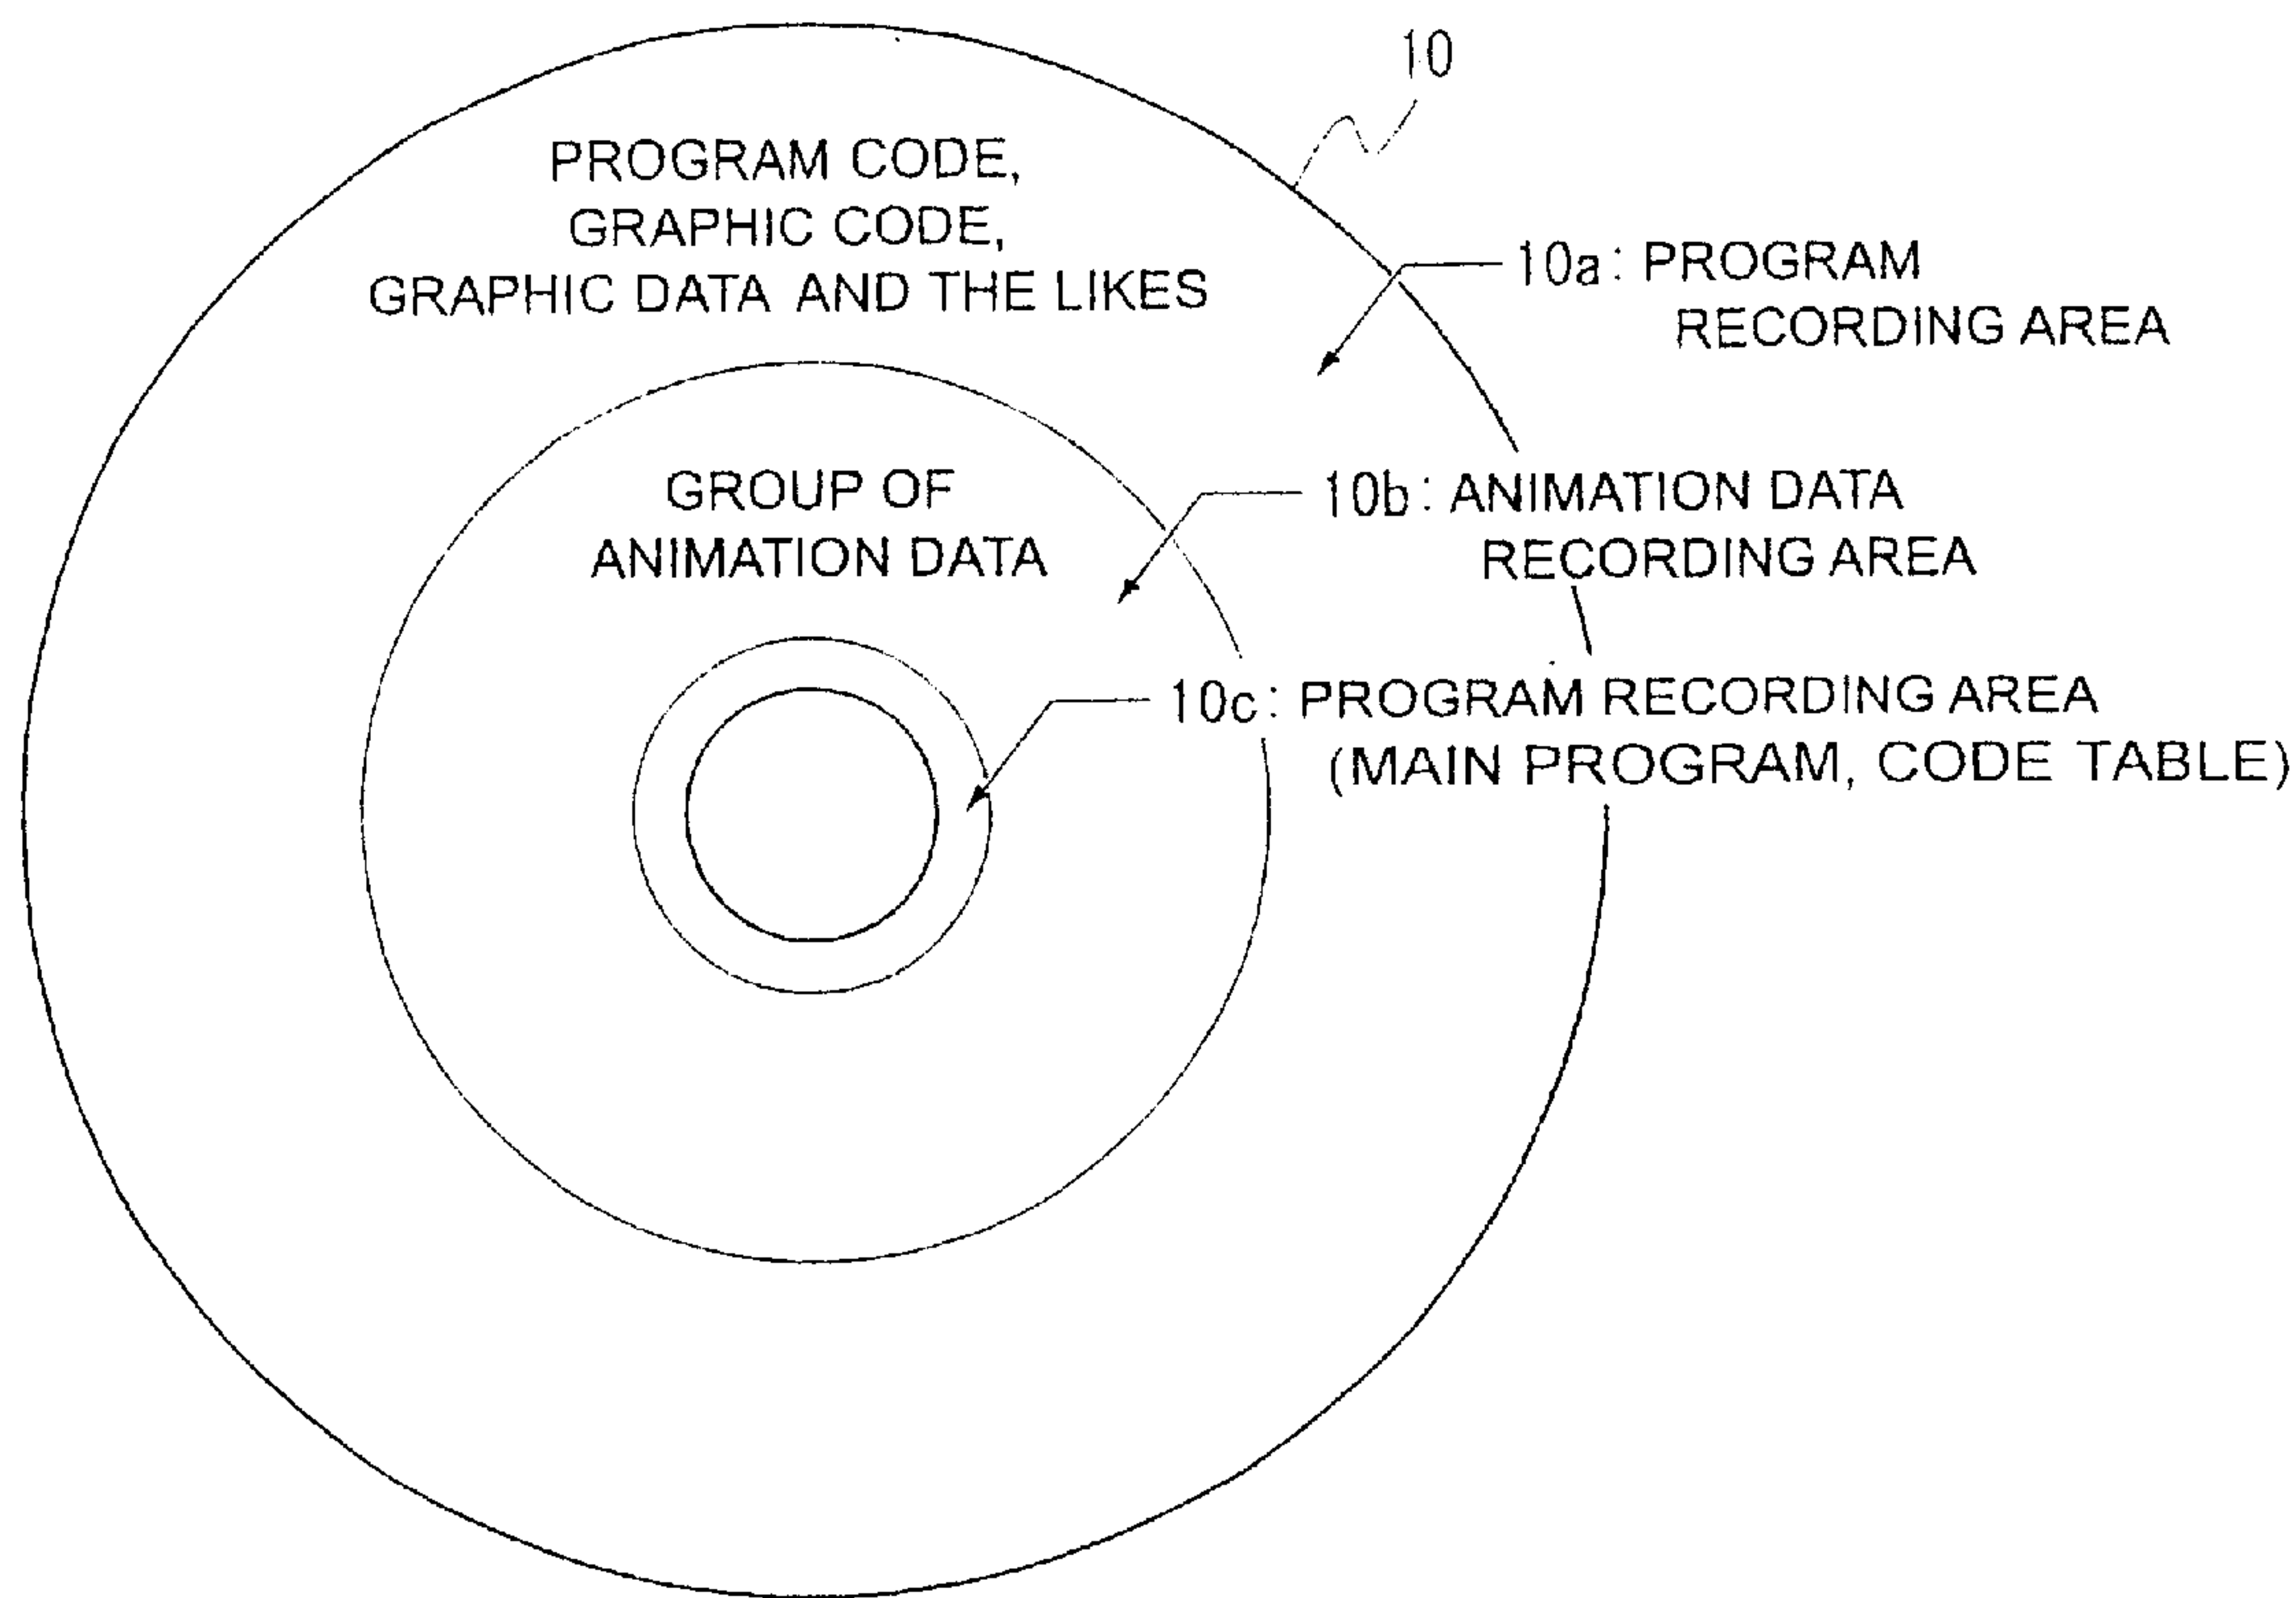 10
PROGRAM CODE,
GRAPHIC CODE,
GRAPHIC DATA AND THE LIKES
10a: PROGRAM
RECORDING AREA
GROUP OF
ANIMATION DATA
10b: ANIMATION DATA
RECORDING AREA
10c: PROGRAM RECORDING AREA
(MAIN PROGRAM, CODE TABLE)